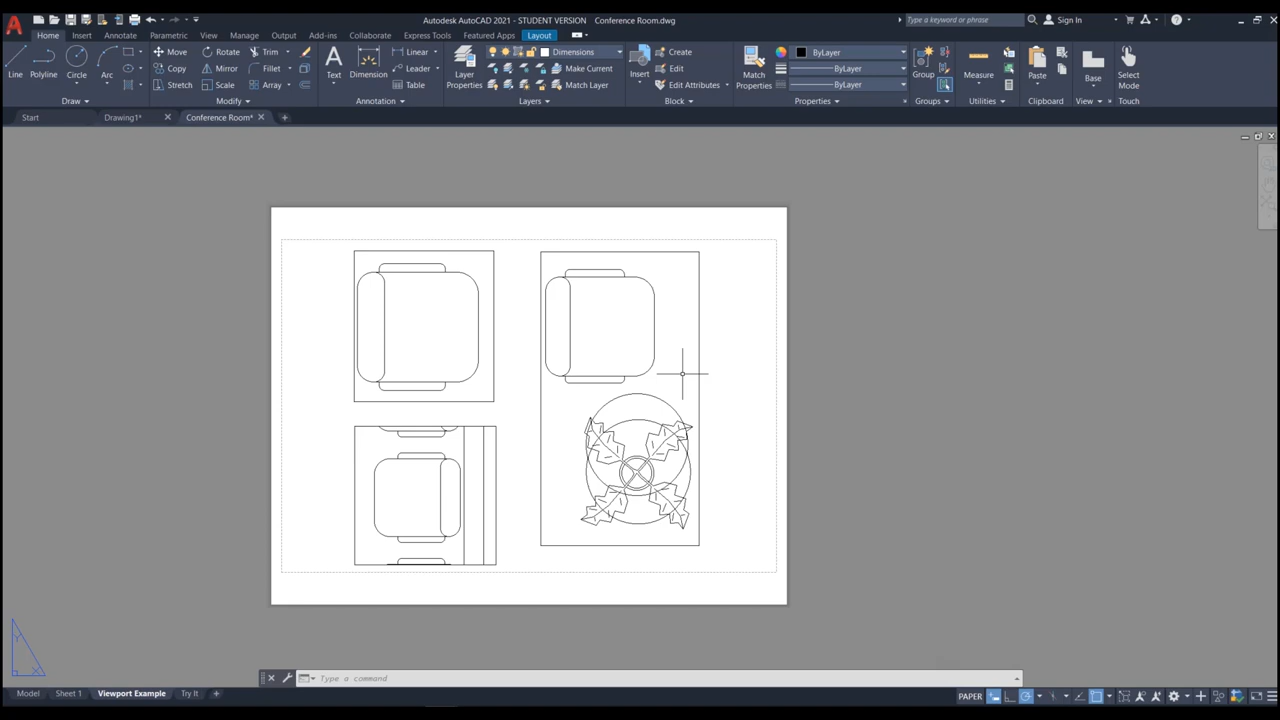 Autodesk AutoCAD 2021 - STUDENT VERSION Conference Room.dwg
Type a keyword or phrase
Sign In
Home Insert Annotate Parametric View Manage Output Add-ins Collaborate Express Tools Featured Apps Layout
Line Polyline Circle Arc
Move Rotate Trim
Copy Mirror Fillet
Stretch Scale Array
Text Dimension
Linear
Leader
Table
Layer Properties
Dimensions
Make Current
Match Layer
Insert
Create
Edit
Edit Attributes
Match Properties
ByLayer
ByLayer
ByLayer
Group
Measure
Paste
Base
Select Mode
Draw Modify Annotation Layers Block Properties Groups Utilities Clipboard View Touch
Start Drawing1* Conference Room*
Y
X
Type a command
Model Sheet 1 Viewport Example Try It
PAPER